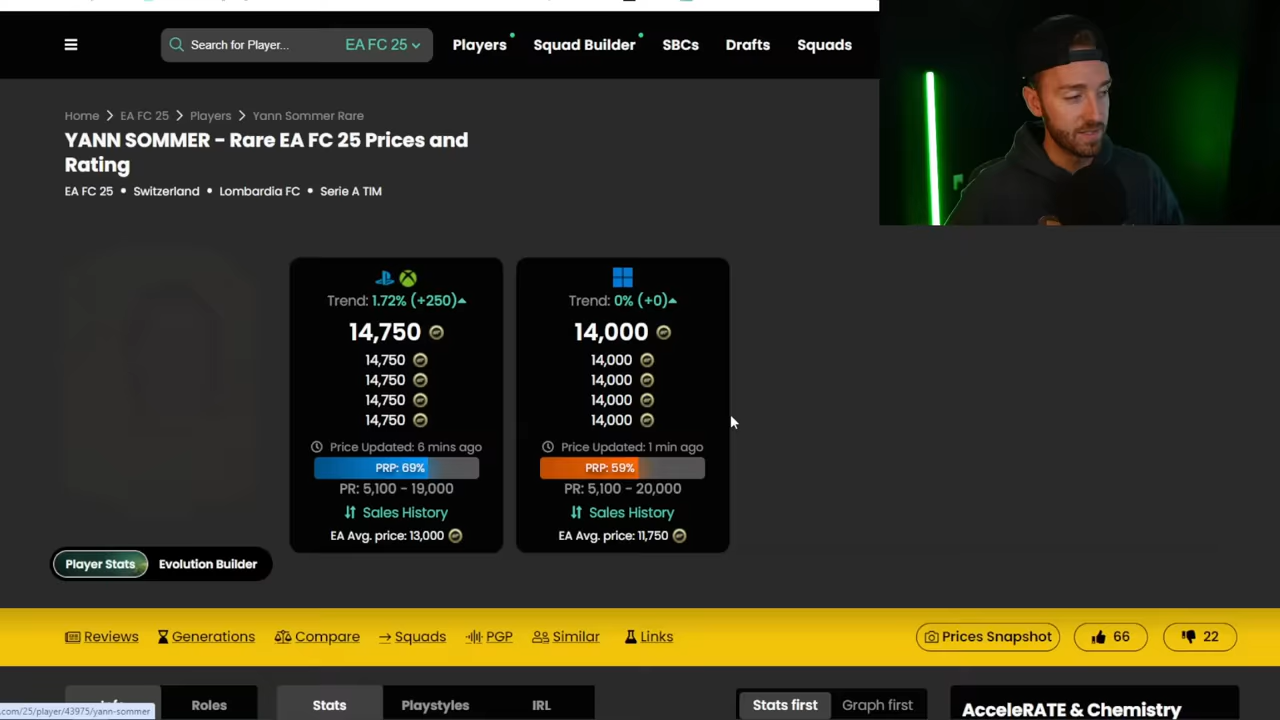 Search for Player...
EA FC 25
Players
Squad Builder
SBCs
Drafts
Squads
Home > EA FC 25 > Players > Yann Sommer Rare
YANN SOMMER - Rare EA FC 25 Prices and
Rating
EA FC 25 • Switzerland • Lombardia FC • Serie A TIM
Trend: 1.72% (+250)
14,750
14,750
14,750
14,750
14,750
Price Updated: 6 mins ago
PRP: 69%
PR: 5,100 - 19,000
Sales History
EA Avg. price: 13,000
Trend: 0% (+0)
14,000
14,000
14,000
14,000
14,000
Price Updated: 1 min ago
PRP: 59%
PR: 5,100 - 20,000
Sales History
EA Avg. price: 11,750
Player Stats
Evolution Builder
Reviews
Generations
Compare
Squads
PGP
Similar
Links
Prices Snapshot
66
22
Roles
Stats
Playstyles
IRL
Stats first
Graph first
AcceleRATE & Chemistry
.com/25/player/43975/yann-sommer